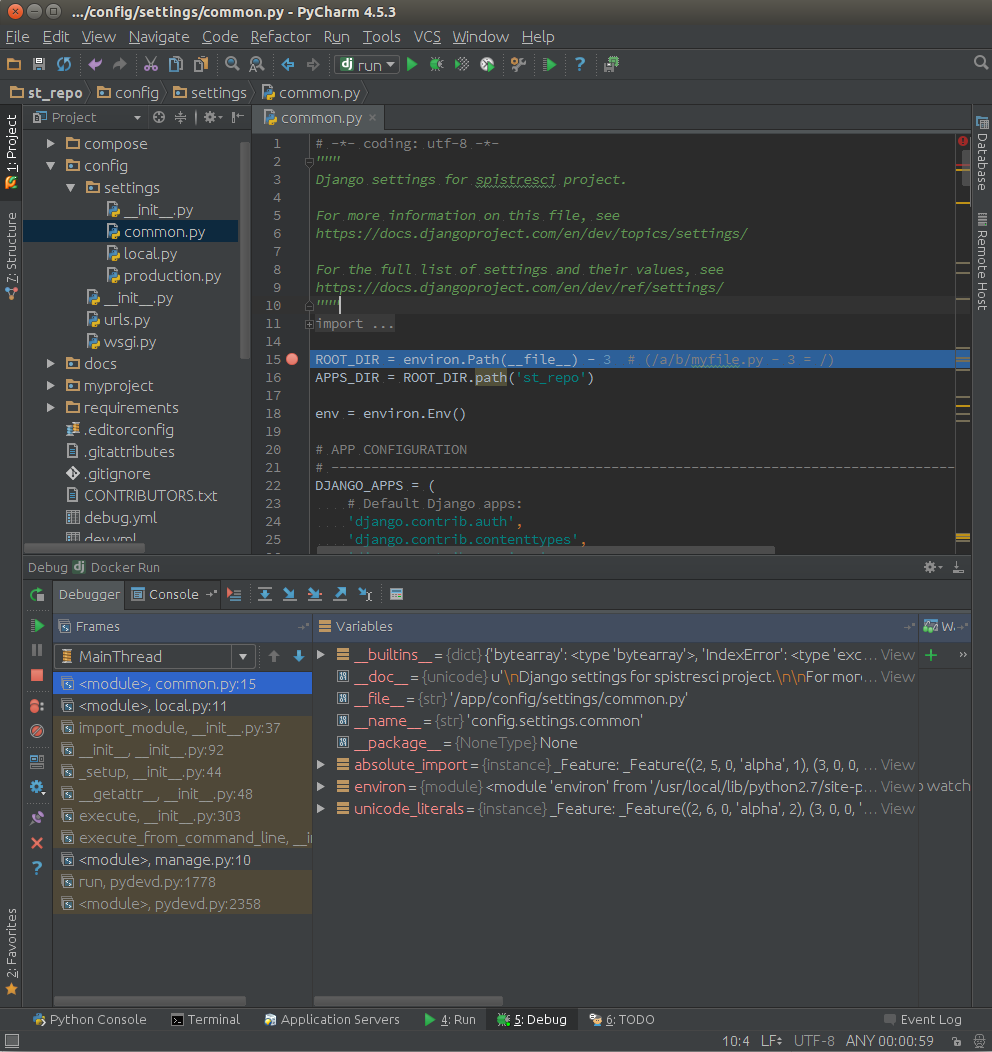 .../config/settings/common.py - PyCharm 4.5.3
File Edit View Navigate Code Refactor Run Tools VCS Window Help
dj run
st_repo config settings common.py
1: Project
7: Structure
2: Favorites
Project
compose
config
settings
__init__.py
common.py
local.py
production.py
__init__.py
urls.py
wsgi.py
docs
myproject
requirements
.editorconfig
.gitattributes
.gitignore
CONTRIBUTORS.txt
debug.yml
dev.yml
common.py
1 # -*- coding: utf-8 -*-
2 """
3 Django settings for spistresci project.
4
5 For more information on this file, see
6 https://docs.djangoproject.com/en/dev/topics/settings/
7
8 For the full list of settings and their values, see
9 https://docs.djangoproject.com/en/dev/ref/settings/
10 """
11 import ...
14
15 ROOT_DIR = environ.Path(__file__) - 3  # (/a/b/myfile.py - 3 = /)
16 APPS_DIR = ROOT_DIR.path('st_repo')
17
18 env = environ.Env()
19
20 # APP CONFIGURATION
21 # ------------------------------------------------------------------------------
22 DJANGO_APPS = (
23 # Default Django apps:
24 'django.contrib.auth',
25 'django.contrib.contenttypes',
Database
Remote Host
Debug dj Docker Run
Debugger Console
Frames
MainThread
<module>, common.py:15
<module>, local.py:11
import_module, __init__.py:37
__init__, __init__.py:92
_setup, __init__.py:44
__getattr__, __init__.py:48
execute, __init__.py:303
execute_from_command_line, __i
<module>, manage.py:10
run, pydevd.py:1778
<module>, pydevd.py:2358
Variables
__builtins__ = {dict} {'bytearray': <type 'bytearray'>, 'IndexError': <type 'exc... View
__doc__ = {unicode} u'\nDjango settings for spistresci project.\n\nFor mor... View
__file__ = {str} '/app/config/settings/common.py'
__name__ = {str} 'config.settings.common'
__package__ = {NoneType} None
absolute_import = {instance} _Feature: _Feature((2, 5, 0, 'alpha', 1), (3, 0, 0, ... View
environ = {module} <module 'environ' from '/usr/local/lib/python2.7/site-p... View
unicode_literals = {instance} _Feature: _Feature((2, 6, 0, 'alpha', 2), (3, 0, 0, '... View
W
watch
Python Console Terminal Application Servers 4: Run 5: Debug 6: TODO Event Log
10:4 LF UTF-8 ANY 00:00:59